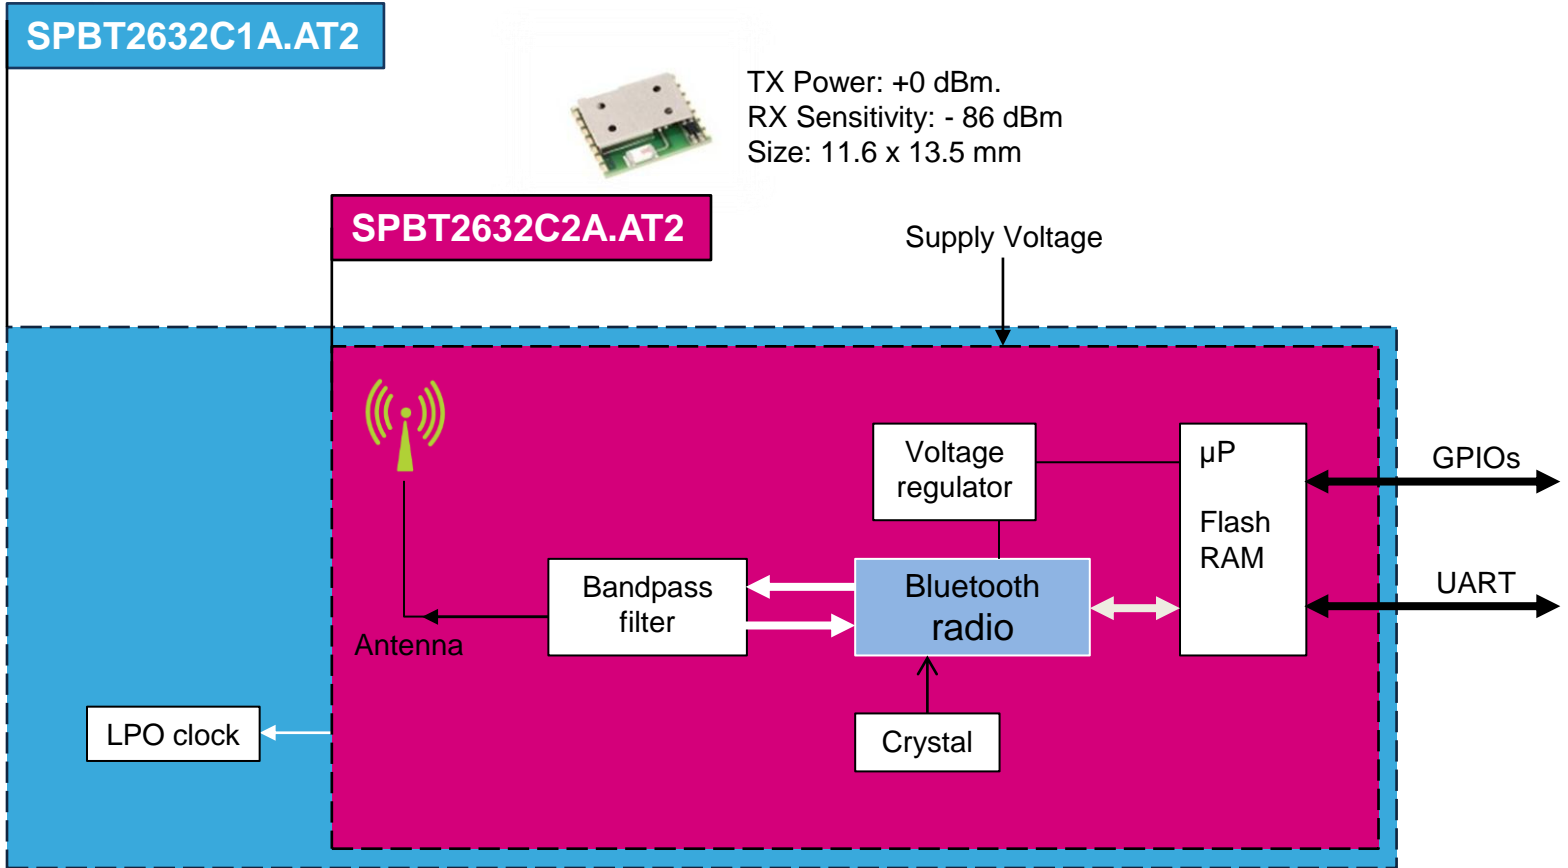 SPBT2632C1A.AT2
TX Power: +0 dBm.
RX Sensitivity: - 86 dBm
Size: 11.6 x 13.5 mm
SPBT2632C2A.AT2
Supply Voltage
Voltage
regulator
µP
Flash
RAM
GPIOs
UART
Bandpass
filter
Bluetooth
radio
Antenna
LPO clock
Crystal